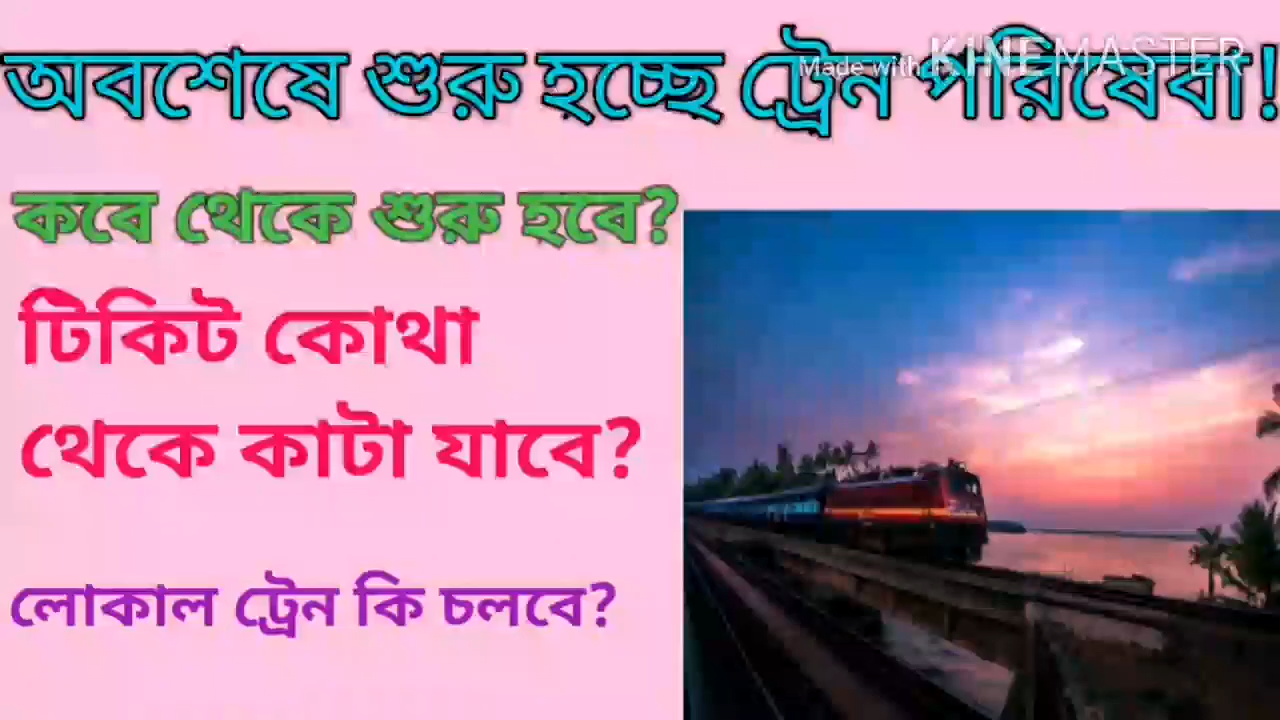 অবশেষে শুরু হচ্ছে ট্রেন পরিষেবা!
Made with KINEMASTER
কবে থেকে শুরু হবে?
টিকিট কোথা
থেকে কাটা যাবে?
লোকাল ট্রেন কি চলবে?